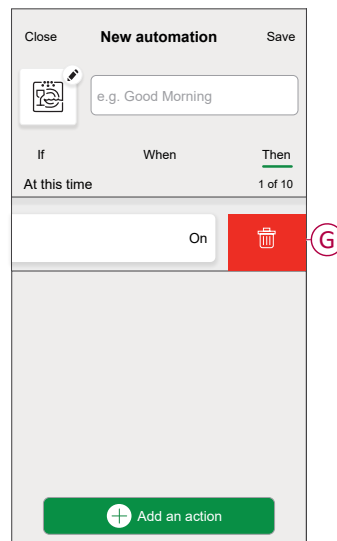 Close New automation Save
e.g. Good Morning
If When Then
At this time 1 of 10
On
G
Add an action